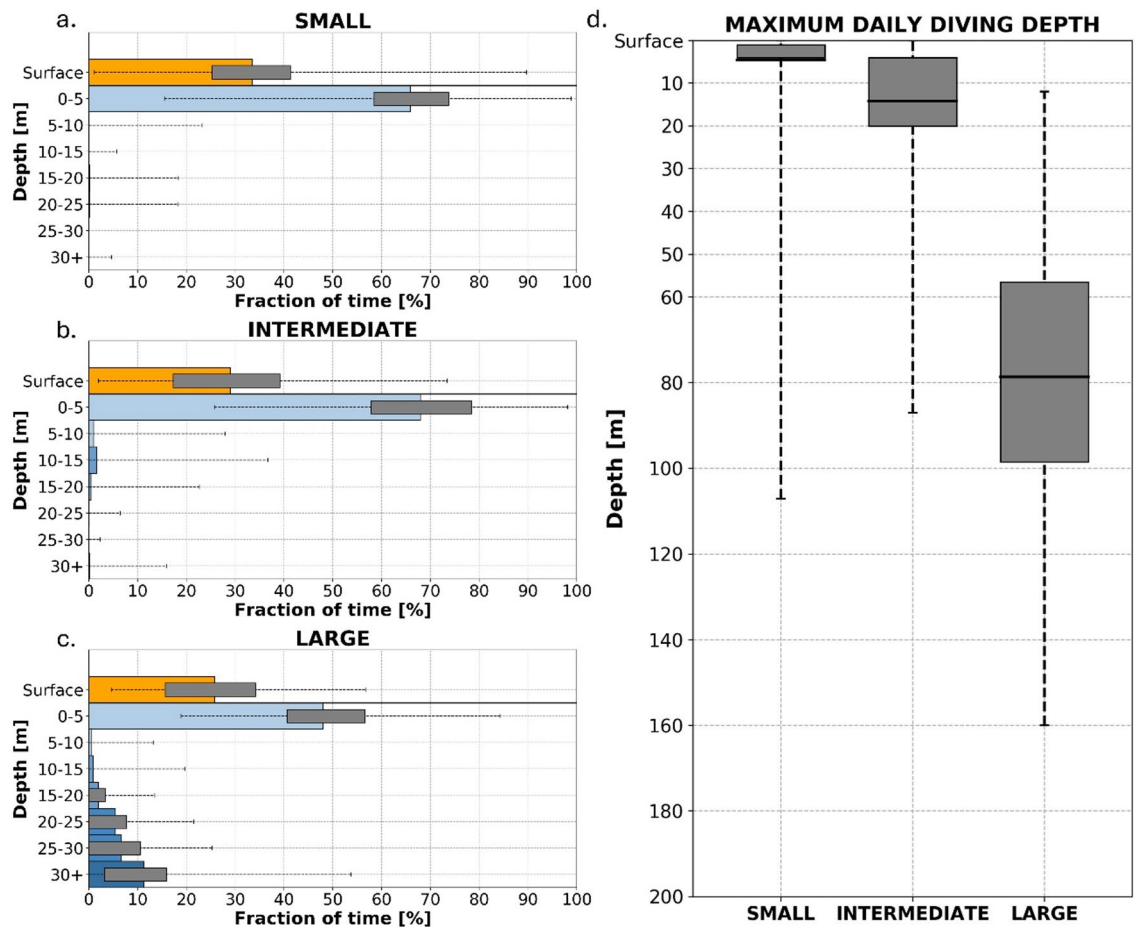 a.
SMALL
Depth [m]
Surface
0-5
5-10
10-15
15-20
20-25
25-30
30+
0 10 20 30 40 50 60 70 80 90 100
Fraction of time [%]
b.
INTERMEDIATE
Depth [m]
Surface
0-5
5-10
10-15
15-20
20-25
25-30
30+
0 10 20 30 40 50 60 70 80 90 100
Fraction of time [%]
c.
LARGE
Depth [m]
Surface
0-5
5-10
10-15
15-20
20-25
25-30
30+
0 10 20 30 40 50 60 70 80 90 100
Fraction of time [%]
d.
MAXIMUM DAILY DIVING DEPTH
Depth [m]
Surface
10
20
30
40
50
60
80
100
120
140
160
180
200
SMALL INTERMEDIATE LARGE